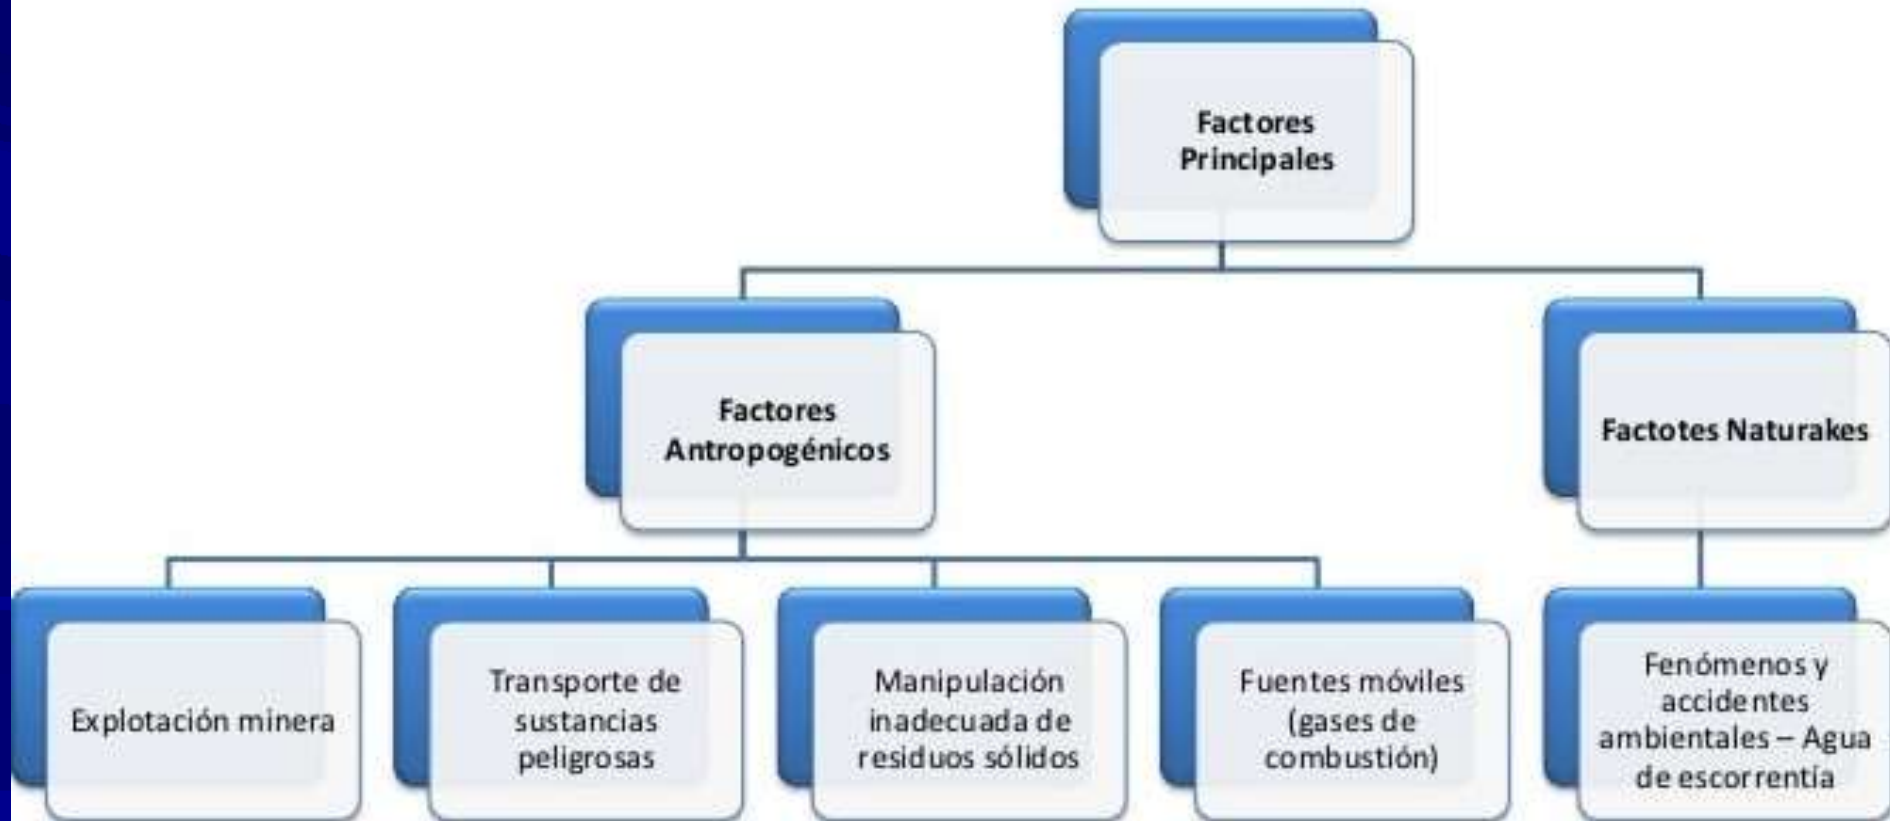 Factores
Principales
Factores
Antropogénicos
Factotes Naturakes
Explotación minera
Transporte de
sustancias
peligrosas
Manipulación
inadecuada de
residuos sólidos
Fuentes móviles
(gases de
combustión)
Fenómenos y
accidentes
ambientales – Agua
de escorrentía